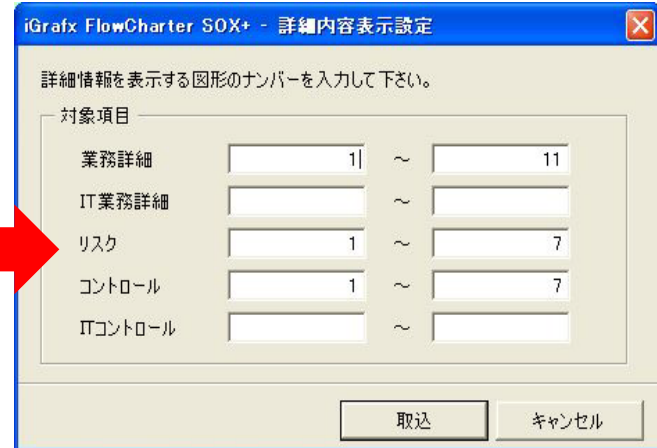 iGrafx FlowCharter SOX+ - 詳細内容表示設定
詳細情報を表示する図形のナンバーを入力して下さい。
対象項目
業務詳細 1 ～ 11
IT業務詳細 ～
リスク 1 ～ 7
コントロール 1 ～ 7
ITコントロール ～
取込 キャンセル